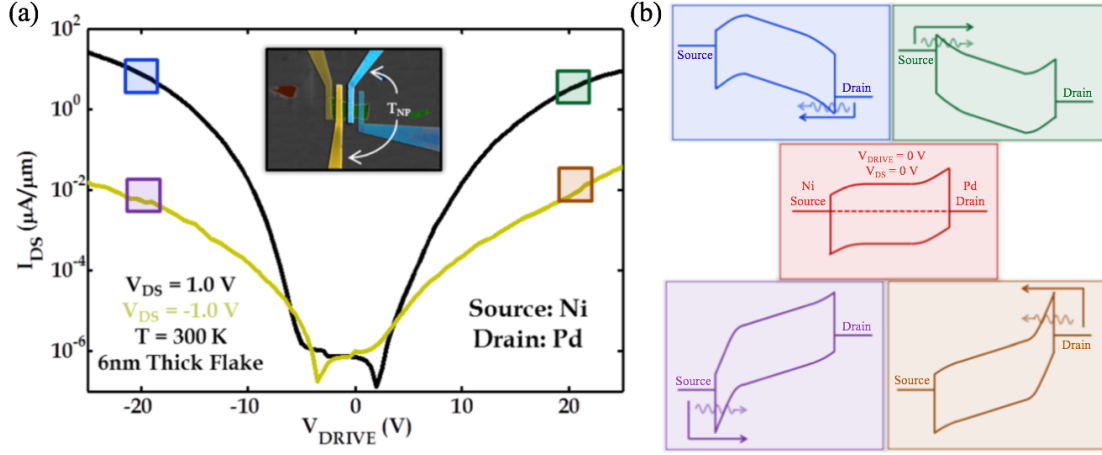 (a)
10²
10⁰
10⁻²
10⁻⁴
10⁻⁶
I_DS (μA/μm)
T_NP
V_DS = 1.0 V
V_DS = -1.0 V
T = 300 K
6nm Thick Flake
Source: Ni
Drain: Pd
-20 -10 0 10 20
V_DRIVE (V)
(b)
Source
Drain
Source
Drain
V_DRIVE = 0 V
V_DS = 0 V
Ni
Source
Pd
Drain
Source
Drain
Source
Drain